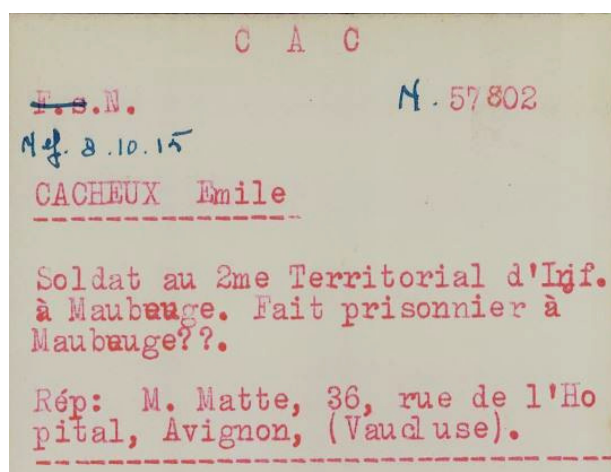 C A C
F.s.N. N. 57802
Nef. 8.10.15
CACHEUX Emile
Soldat au 2me Territorial d'Inf.
à Maubeuge. Fait prisonnier à
Maubeuge??.
Rép: M. Matte, 36, rue de l'Ho
pital, Avignon, (Vaucluse).